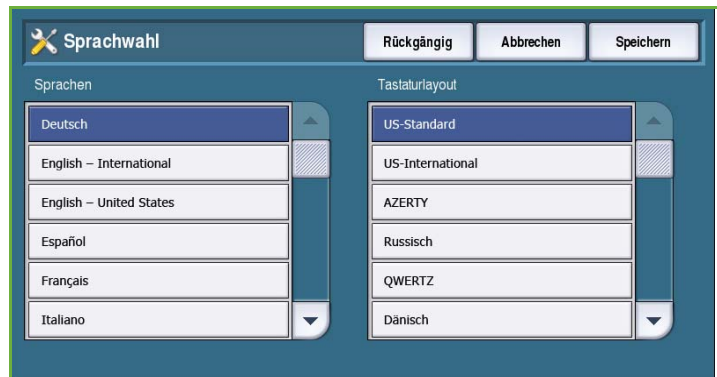 Sprachwahl
Rückgängig
Abbrechen
Speichern
Sprachen
Deutsch
English – International
English – United States
Español
Français
Italiano
Tastaturlayout
US-Standard
US-International
AZERTY
Russisch
QWERTZ
Dänisch